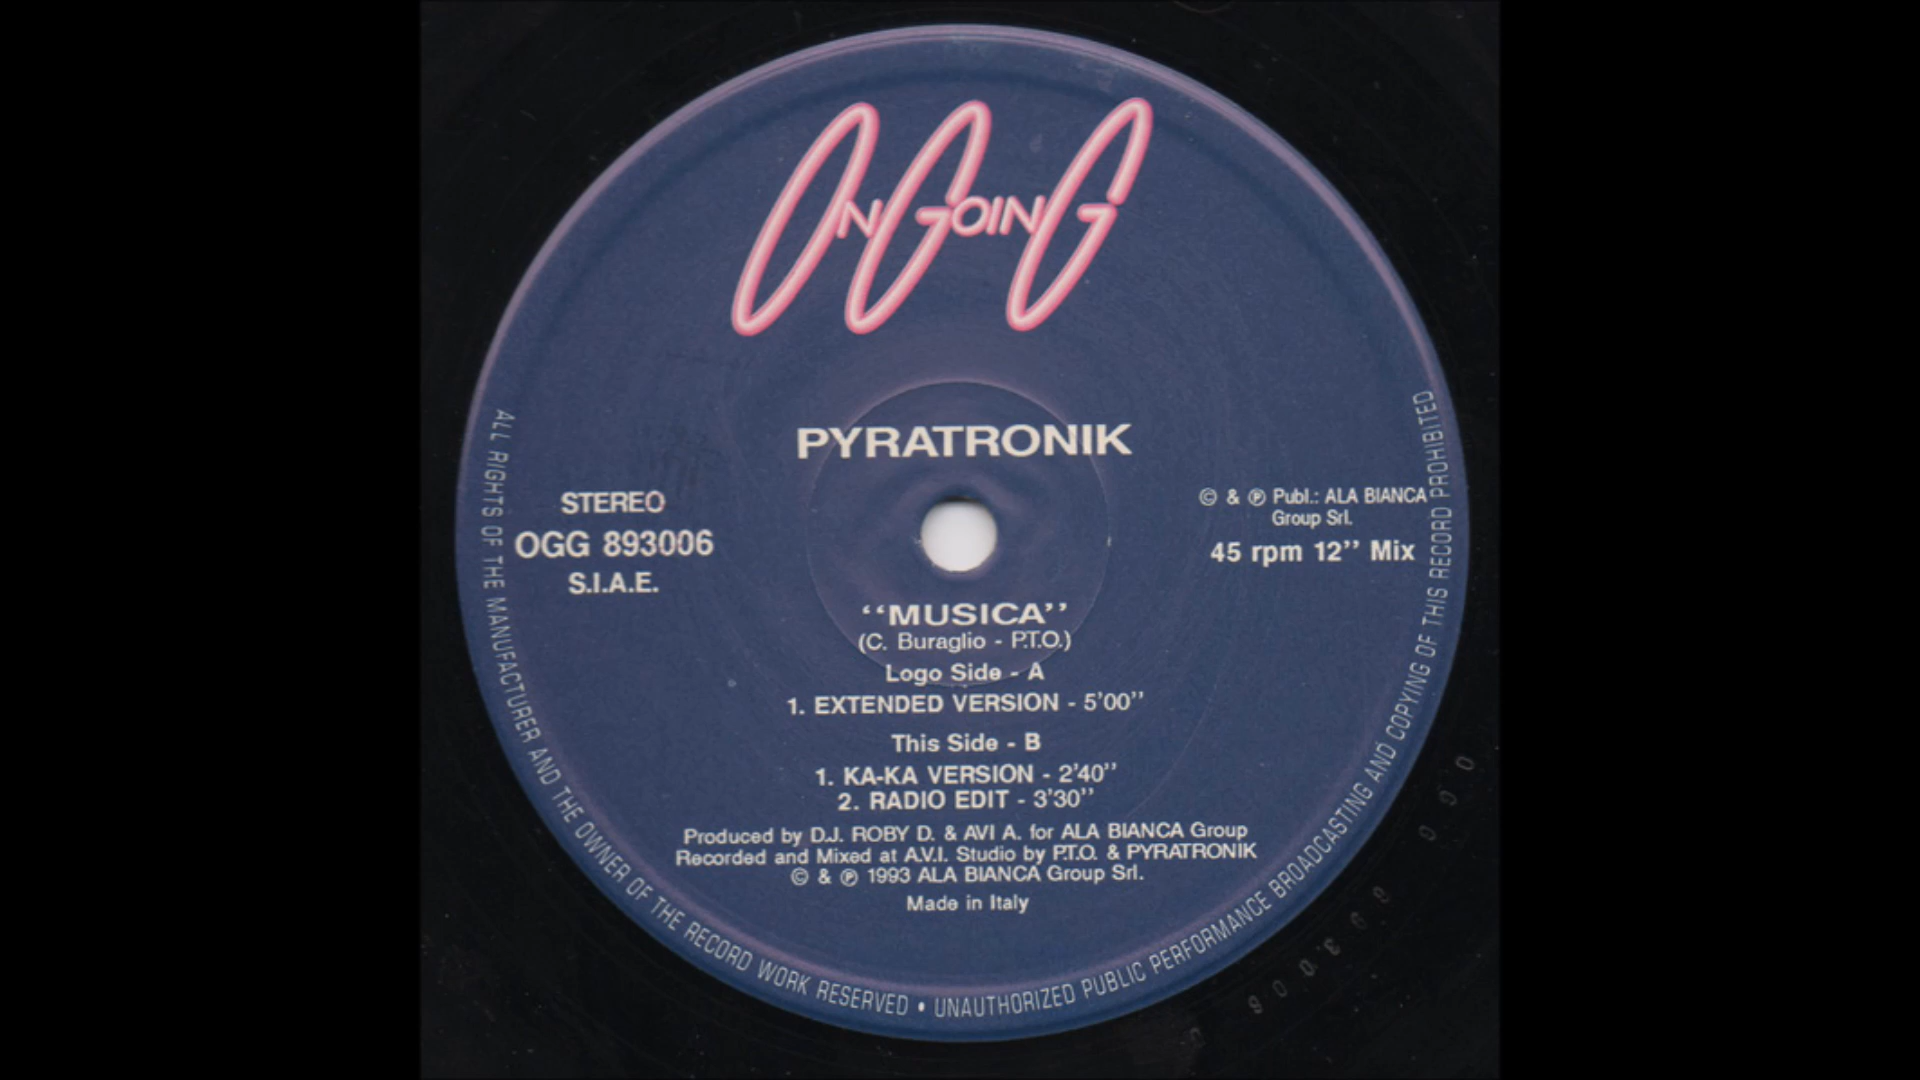 ONGOING
PYRATRONIK
STEREO
OGG 893006
S.I.A.E.
© & ℗ Publ.: ALA BIANCA
Group Srl.
45 rpm 12’’ Mix
‘‘MUSICA’’
(C. Buraglio - P.T.O.)
Logo Side - A
1. EXTENDED VERSION - 5’00’’
This Side - B
1. KA-KA VERSION - 2’40’’
2. RADIO EDIT - 3’30’’
Produced by D.J. ROBY D. & AVI A. for ALA BIANCA Group
Recorded and Mixed at A.V.I. Studio by P.T.O. & PYRATRONIK
© & ℗ 1993 ALA BIANCA Group Srl.
Made in Italy
ALL RIGHTS OF THE MANUFACTURER AND THE OWNER OF THE RECORD WORK RESERVED • UNAUTHORIZED PUBLIC PERFORMANCE BROADCASTING AND COPYING OF THIS RECORD PROHIBITED